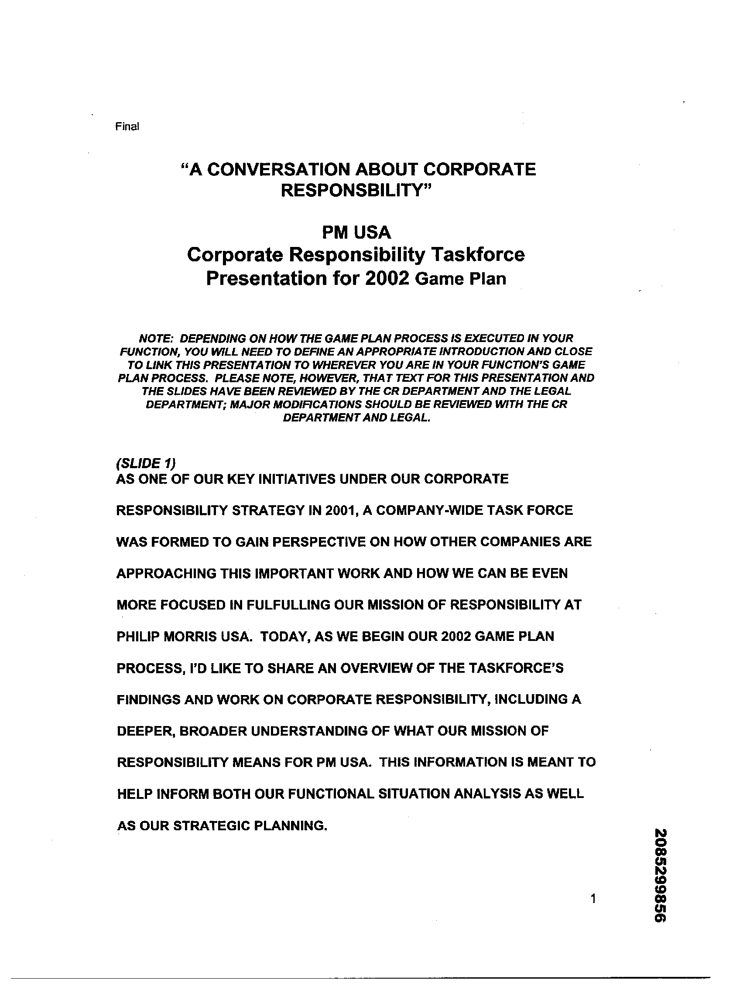 Final
“A CONVERSATION ABOUT CORPORATE
RESPONSBILITY”
PM USA
Corporate Responsibility Taskforce
Presentation for 2002 Game Plan
NOTE: DEPENDING ON HOW THE GAME PLAN PROCESS IS EXECUTED IN YOUR
FUNCTION, YOU WILL NEED TO DEFINE AN APPROPRIATE INTRODUCTION AND CLOSE
TO LINK THIS PRESENTATION TO WHEREVER YOU ARE IN YOUR FUNCTION'S GAME
PLAN PROCESS. PLEASE NOTE, HOWEVER, THAT TEXT FOR THIS PRESENTATION AND
THE SLIDES HAVE BEEN REVIEWED BY THE CR DEPARTMENT AND THE LEGAL
DEPARTMENT; MAJOR MODIFICATIONS SHOULD BE REVIEWED WITH THE CR
DEPARTMENT AND LEGAL.
(SLIDE 1)
AS ONE OF OUR KEY INITIATIVES UNDER OUR CORPORATE
RESPONSIBILITY STRATEGY IN 2001, A COMPANY-WIDE TASK FORCE
WAS FORMED TO GAIN PERSPECTIVE ON HOW OTHER COMPANIES ARE
APPROACHING THIS IMPORTANT WORK AND HOW WE CAN BE EVEN
MORE FOCUSED IN FULFULLING OUR MISSION OF RESPONSIBILITY AT
PHILIP MORRIS USA. TODAY, AS WE BEGIN OUR 2002 GAME PLAN
PROCESS, I'D LIKE TO SHARE AN OVERVIEW OF THE TASKFORCE'S
FINDINGS AND WORK ON CORPORATE RESPONSIBILITY, INCLUDING A
DEEPER, BROADER UNDERSTANDING OF WHAT OUR MISSION OF
RESPONSIBILITY MEANS FOR PM USA. THIS INFORMATION IS MEANT TO
HELP INFORM BOTH OUR FUNCTIONAL SITUATION ANALYSIS AS WELL
AS OUR STRATEGIC PLANNING.
1
2085299856